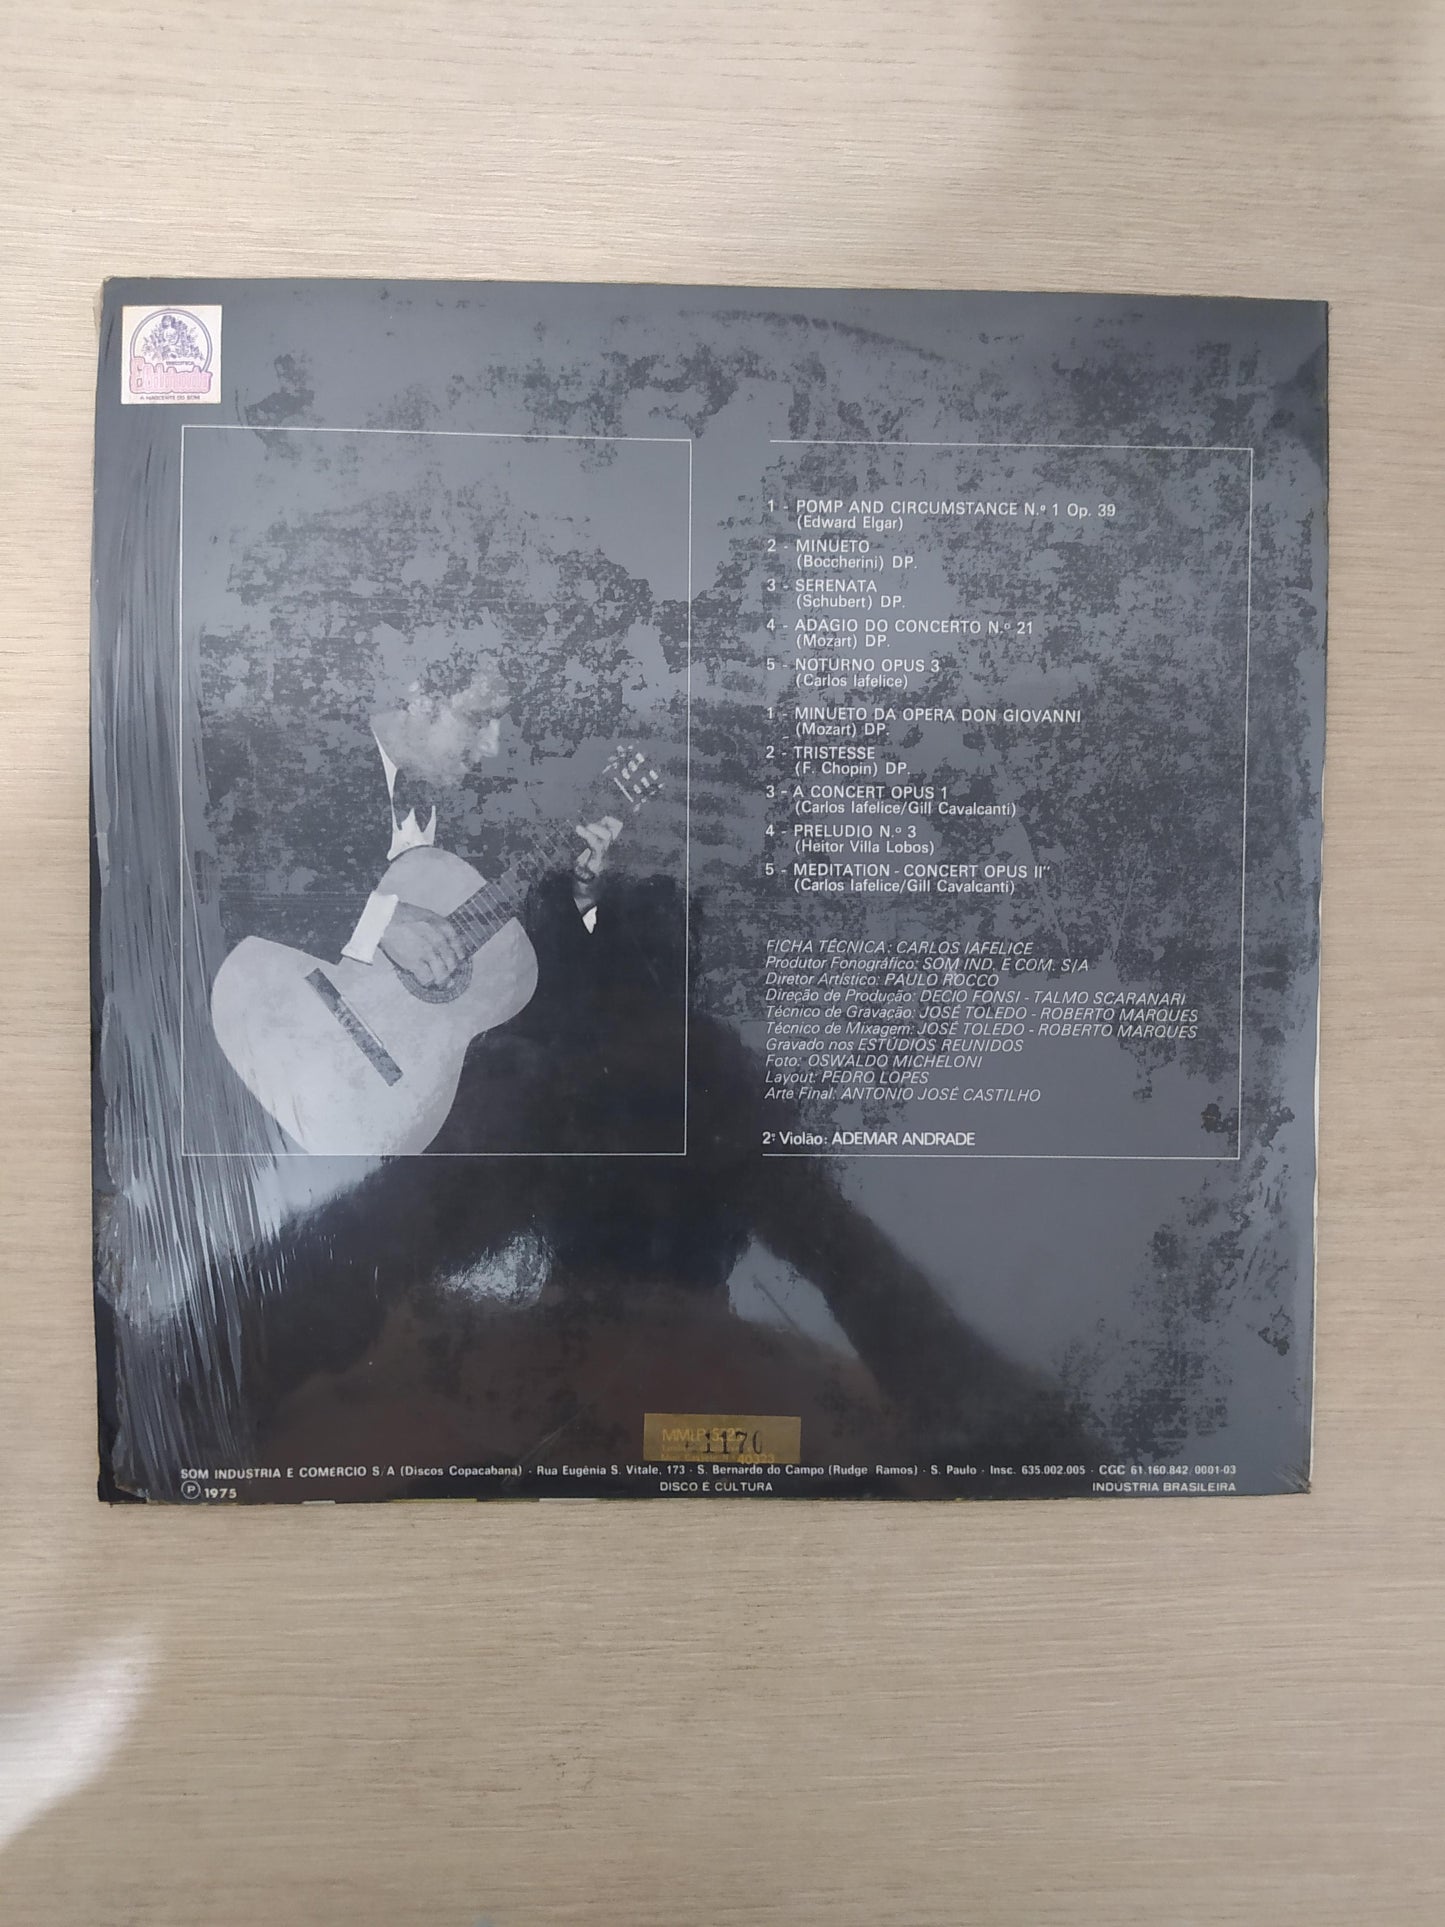 DISCOTECA
A NASCENTE DO SOM
1 - POMP AND CIRCUMSTANCE N.º 1 Op. 39
(Edward Elgar)
2 - MINUETO
(Boccherini) DP.
3 - SERENATA
(Schubert) DP.
4 - ADAGIO DO CONCERTO N.º 21
(Mozart) DP.
5 - NOTURNO OPUS 3
(Carlos Iafelice)
1 - MINUETO DA OPERA DON GIOVANNI
(Mozart) DP.
2 - TRISTESSE
(F. Chopin) DP.
3 - A CONCERT OPUS 1
(Carlos Iafelice/Gill Cavalcanti)
4 - PRELUDIO N.º 3
(Heitor Villa Lobos)
5 - MEDITATION - CONCERT OPUS II"
(Carlos Iafelice/Gill Cavalcanti)
FICHA TÉCNICA: CARLOS IAFELICE
Produtor Fonográfico: SOM IND. E COM. S/A
Diretor Artístico: PAULO ROCCO
Direção de Produção: DECIO FONSI - TALMO SCARANARI
Técnico de Gravação: JOSÉ TOLEDO - ROBERTO MARQUES
Técnico de Mixagem: JOSÉ TOLEDO - ROBERTO MARQUES
Gravado nos ESTÚDIOS REUNIDOS
Foto: OSWALDO MICHELONI
Layout: PEDRO LOPES
Arte Final: ANTONIO JOSÉ CASTILHO
2º Violão: ADEMAR ANDRADE
MMLP
1170
40323
SOM INDUSTRIA E COMERCIO S/A (Discos Copacabana) - Rua Eugênia S. Vitale, 173 - S. Bernardo do Campo (Rudge Ramos) - S. Paulo - Insc. 635.002.005 - CGC 61.160.842/0001-03
Ⓟ 1975 DISCO É CULTURA INDUSTRIA BRASILEIRA